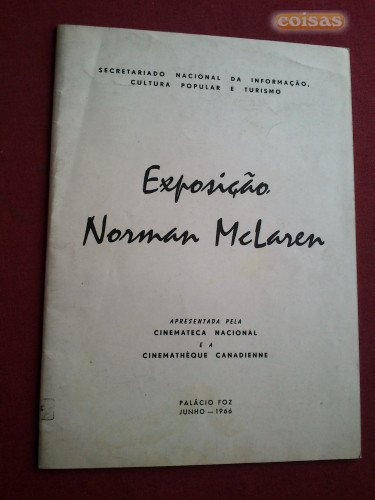 coisas
SECRETARIADO NACIONAL DA INFORMAÇÃO,
CULTURA POPULAR E TURISMO
Exposição
Norman McLaren
APRESENTADA PELA
CINEMATECA NACIONAL
E A
CINEMATHÈQUE CANADIENNE
PALÁCIO FOZ
JUNHO — 1966